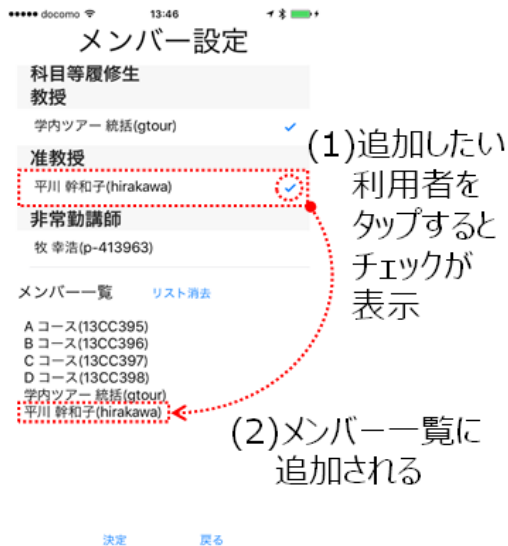 docomo 13:46
メンバー設定
科目等履修生
教授
学内ツアー 統括(gtour)
准教授
平川 幹和子(hirakawa)
非常勤講師
牧 幸浩(p-413963)
メンバー一覧 リスト消去
A コース(13CC395)
B コース(13CC396)
C コース(13CC397)
D コース(13CC398)
学内ツアー 統括(gtour)
平川 幹和子(hirakawa)
決定 戻る
(1)追加したい
利用者を
タップすると
チェックが
表示
(2)メンバー一覧に
追加される